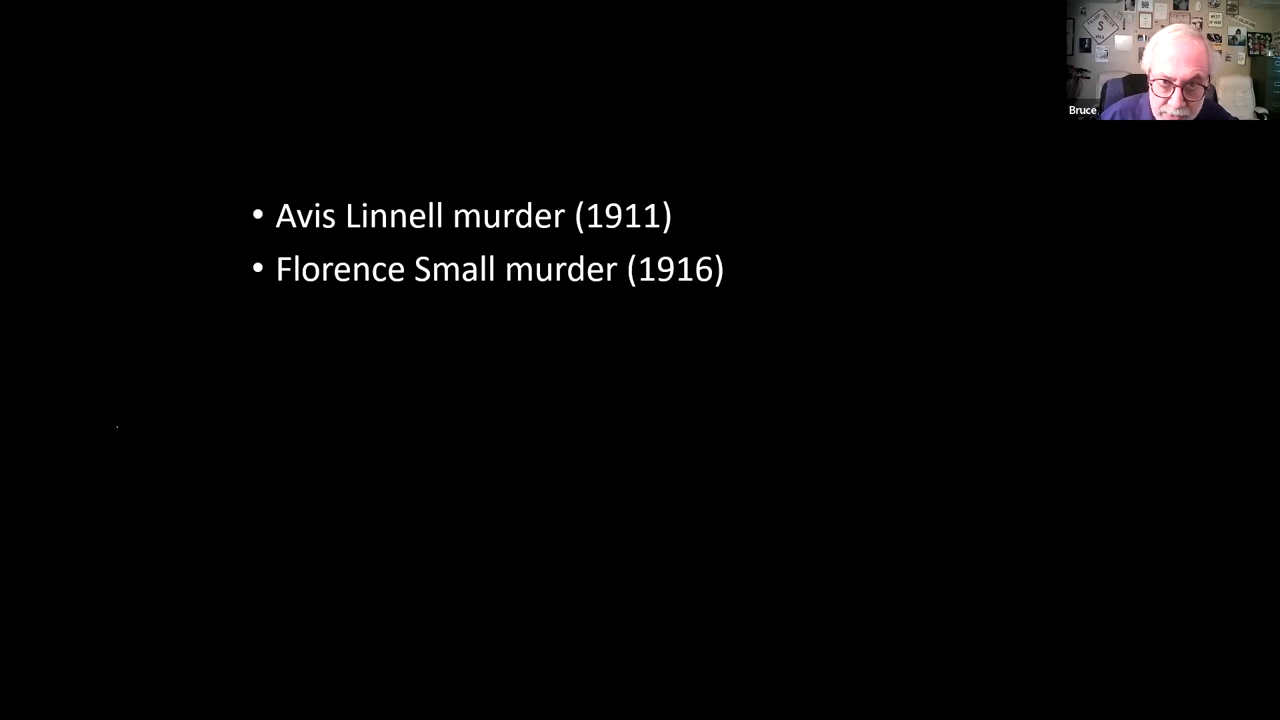 • Avis Linnell murder (1911)
• Florence Small murder (1916)
S
Bruce